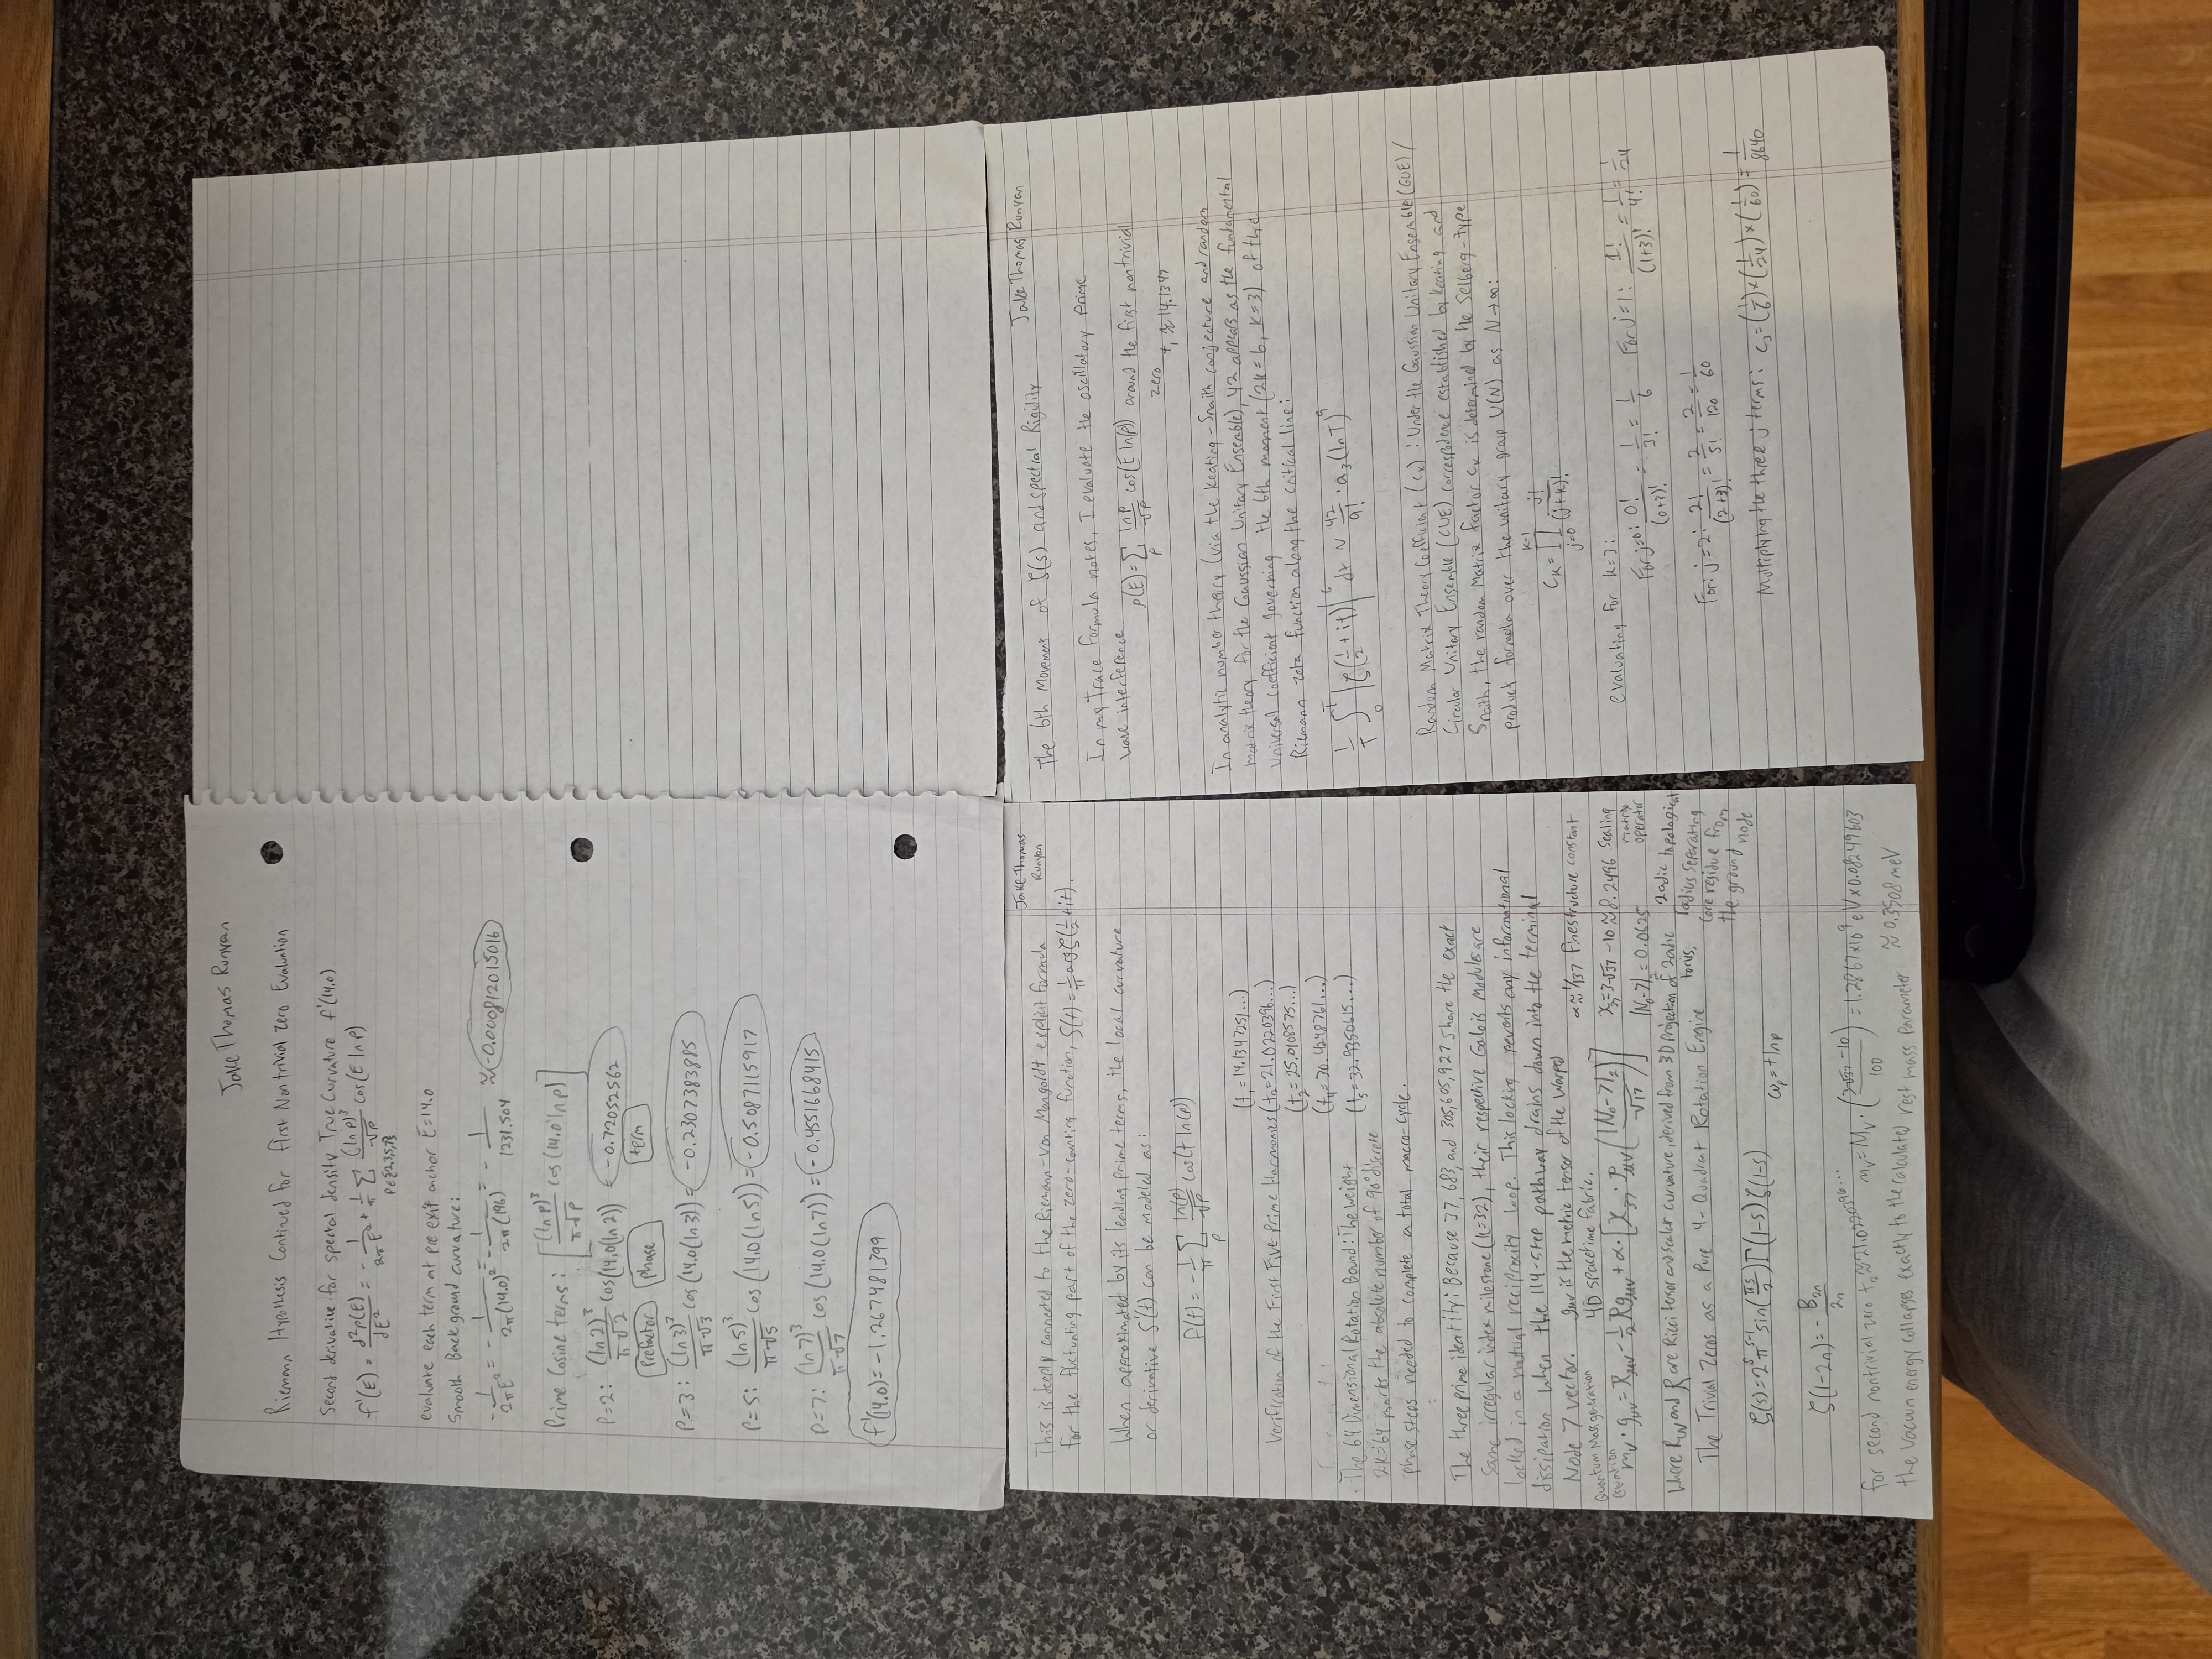 Jake Thomas Runyan
Riemann Hypothesis Contined for first Nontrivial zero Evaluation
Second derivative for spectral density True Curvature f'(14.0)
f'(E) = d²ρ(E)/dE² = -1/(2πE²) + 1/π Σ_{p∈{2,3,5,7}} (ln p)³/√p cos(E ln p)
evaluate each term at pre exit anchor E=14.0
Smooth Background curvature:
-1/(2πE²) = -1/(2π(14.0)²) = -1/(2π(196)) = -1/1231.504 ≈ -0.000812015016
Prime Cosine terms: [(ln p)³/(π√p) cos(14.0 ln p)]
P=2: (ln 2)³/(π√2) cos(14.0(ln 2)) = -0.72052562
Prefactor phase term
P=3: (ln 3)³/(π√3) cos(14.0(ln 3)) = -0.2307383885
P=5: (ln 5)³/(π√5) cos(14.0(ln 5)) = -0.5087115917
P=7: (ln 7)³/(π√7) cos(14.0(ln 7)) = -0.4551668415
f'(14.0) = -1.267481399
Jake Thomas
Runyan
This is deeply connected to the Riemann-Von Mangoldt explicit formula
for the fluctuating part of the zero-counting function, S(t) = 1/π arg ζ(1/2+it).
When approximated by its leading prime terms, the local curvature
or derivative S'(t) can be modeled as:
f(t) = -1/π Σ_p ln(p)/√p cos(t ln(p))
(t₁=14.1347251...)
Verification of the First Five Prime Harmonics (t₂=21.0220396...)
(t₂=25.0108575...)
(t₄=30.4248761...)
The 64 Dimensional Rotation Bound: The weight (t₅=32.9350615...)
2k=64 marks the absolute number of 90° discrete
phase steps needed to complete a total macro-cycle.
The three prime identity: Because 37, 683, and 305,605,927 share the exact
Same irregular index milestone (k=32), their respective Galois Modules are
locked in a mutual reciprocity loop. This locking pevents any informational
dissipation when the 114-step pathway drains down into the terminal
Node 7 vector. gμν is the metric tensor of the Warped
4D spacetime fabric.
α≈1/137 Finestructure constant
Quantum Mass generation
equation
mᵥ·gμν = Rμν - 1/2 Rgμν + α·[X₃₇·Pμν(|N₀-7|₂/√17)]
X₃₇=3√37-10≈8.2496 Scaling
matrix
operator
|N₀-7|₂=0.0625
2adic topological
radius separating
core residue from
the ground node
Where Rμν and R are Ricci tensor and scalar curvature, derived from 3D projection of 2adic
torus.
The Trivial Zeros as a Pure 4-Quadrant Rotation Engine
ζ(s)=2ˢπˢ⁻¹sin(πs/2)Γ(1-s)ζ(1-s)
ωₚ=t ln p
ζ(1-2n)=-B₂ₙ/2n
for second nontrivial zero t₂≈21.0220396... mᵥ=Mᵥ·((3√37-10)/100)=1.2867x10⁹eVx0.08249603
the vacuum energy collapses exactly to the calculated rest mass parameter ≈0.3508meV
Jake Thomas Runyan
The 6th Movement of ζ(s) and spectral Rigidity
In my Trace Formula notes, I evaluate the oscillatory prime
wave interference
ρ(E)=Σ_p ln p/√p cos(E ln(p)) around the first nontrivial
zero t₁≈14.1347
In analytic number theory (via the Keating-Snaith conjecture and random
matrix theory for the Gaussian Unitary Ensemble), 42 appears as the fundamental
universal coefficient governing the 6th moment (2k=6, k=3) of the
Riemann zeta function along the critical line:
1/T ∫₀ᵀ |ζ(1/2+it)|⁶ dt ~ 42/9!·a₃(lnT)⁹
Random Matrix Theory Coefficient (cₖ): Under the Gaussian Unitary Ensemble (GUE)/
Circular Unitary Ensemble (CUE) correspodence established by Keating and
Snaith, the random Matrix factor cₖ is determined by the Selberg-type
product formula over the unitary group U(N) as N→∞:
cₖ=∏_{j=0}^{k-1} j!/(j+k)!
evaluating for k=3:
For j=0: 0!/(0+3)! = 1/3! = 1/6 For j=1: 1!/(1+3)! = 1/4! = 1/24
For: j=2: 2!/(2+3)! = 2/5! = 2/120 = 1/60
Multiplying the three j terms: c₃=(1/6)×(1/24)×(1/60)=1/8640